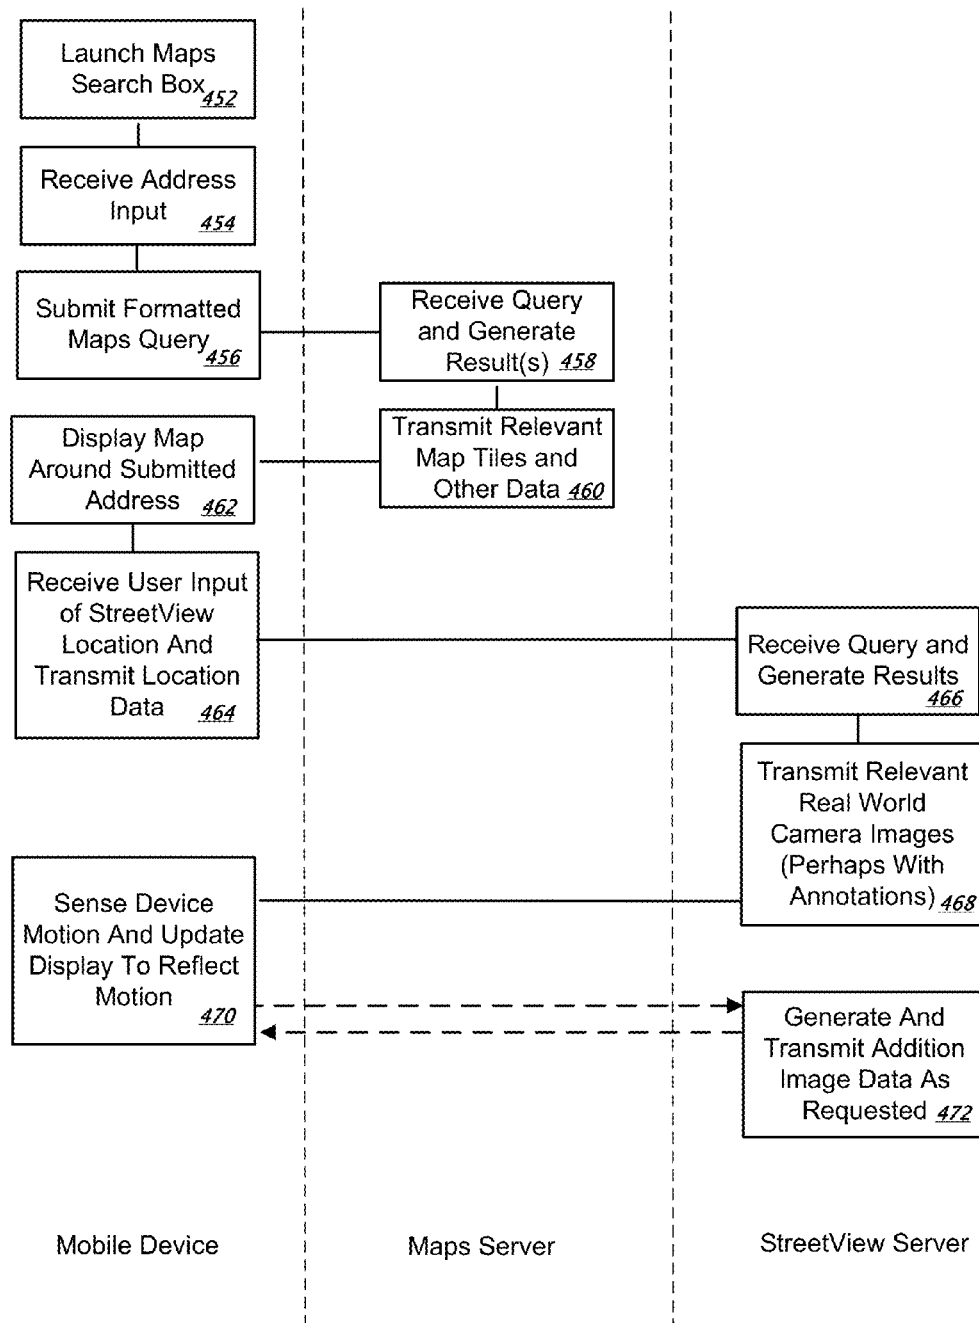 Launch Maps
Search Box 452
Receive Address
Input 454
Submit Formatted
Maps Query 456
Receive Query
and Generate
Result(s) 458
Transmit Relevant
Map Tiles and
Other Data 460
Display Map
Around Submitted
Address 462
Receive User Input
of StreetView
Location And
Transmit Location
Data 464
Receive Query and
Generate Results
466
Transmit Relevant
Real World
Camera Images
(Perhaps With
Annotations) 468
Sense Device
Motion And Update
Display To Reflect
Motion 470
Generate And
Transmit Addition
Image Data As
Requested 472
Mobile Device
Maps Server
StreetView Server